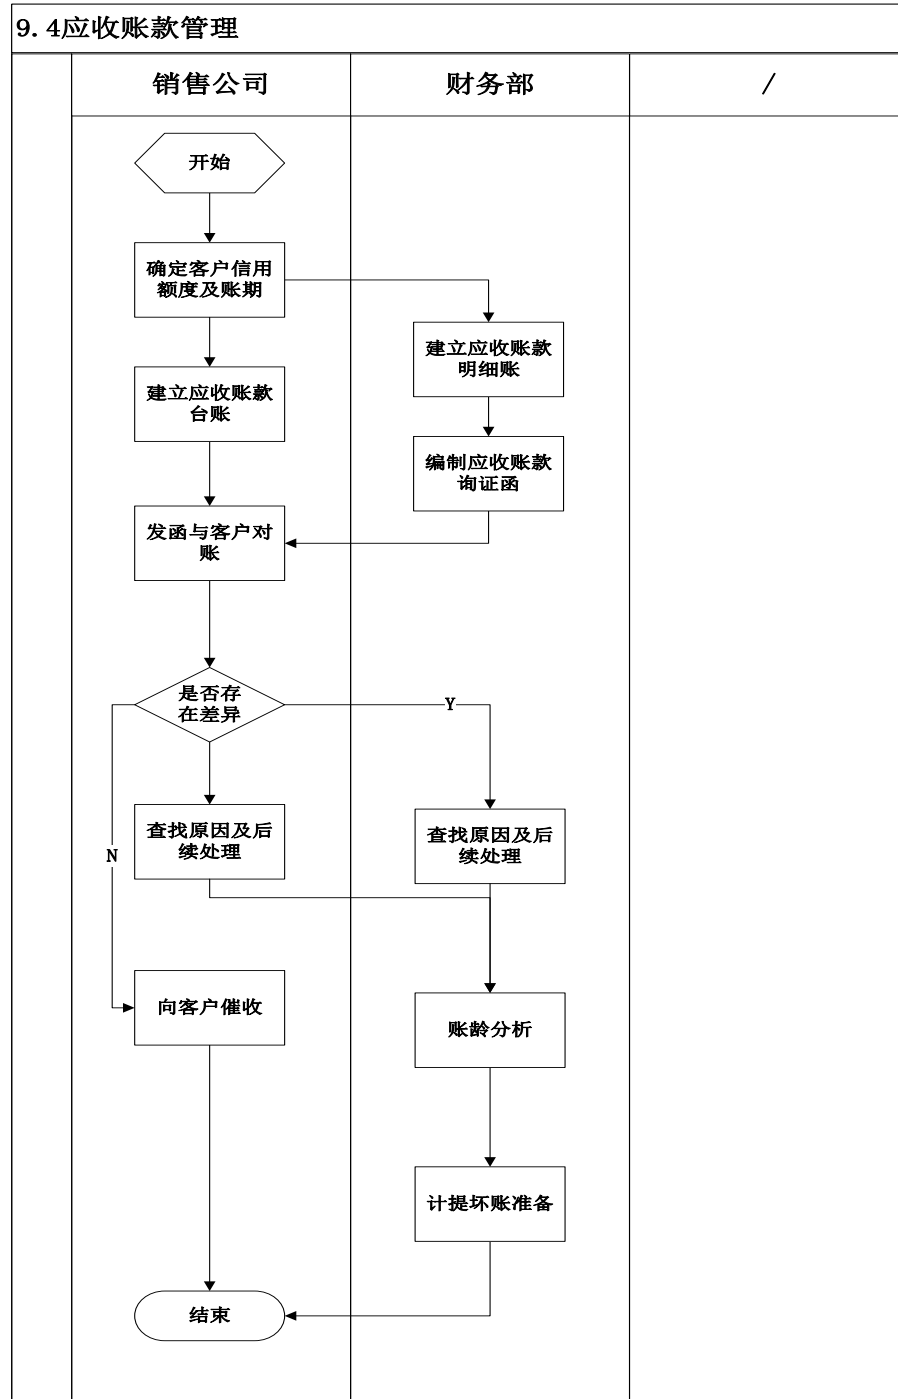 9.4应收账款管理
销售公司
财务部
/
开始
确定客户信用
额度及账期
建立应收账款
明细账
建立应收账款
台账
编制应收账款
询证函
发函与客户对
账
是否存
在差异
Y
查找原因及后
续处理
查找原因及后
续处理
N
向客户催收
账龄分析
计提坏账准备
结束